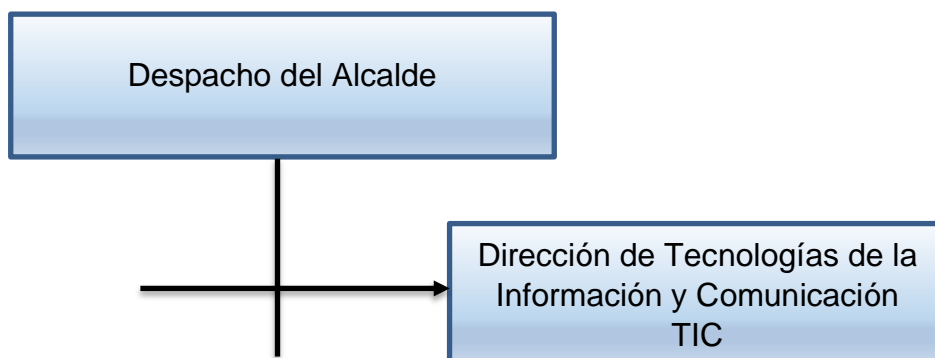 Despacho del Alcalde
Dirección de Tecnologías de la
Información y Comunicación
TIC